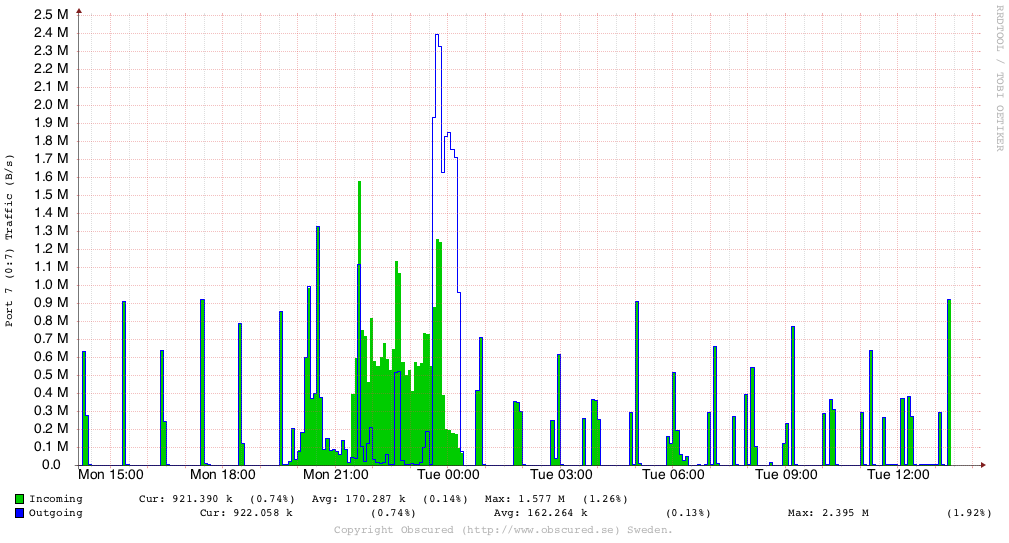 2.5 M
2.4 M
2.3 M
2.2 M
2.1 M
2.0 M
1.9 M
1.8 M
1.7 M
1.6 M
1.5 M
1.4 M
1.3 M
1.2 M
1.1 M
1.0 M
0.9 M
0.8 M
0.7 M
0.6 M
0.5 M
0.4 M
0.3 M
0.2 M
0.1 M
0.0
Port 7 (0:7) Traffic (B/s)
RRDTOOL / TOBI OETIKER
Mon 15:00 Mon 18:00 Mon 21:00 Tue 00:00 Tue 03:00 Tue 06:00 Tue 09:00 Tue 12:00
Incoming Cur: 921.390 k (0.74%) Avg: 170.287 k (0.14%) Max: 1.577 M (1.26%)
Outgoing Cur: 922.058 k (0.74%) Avg: 162.264 k (0.13%) Max: 2.395 M (1.92%)
Copyright Obscured (http://www.obscured.se) Sweden.